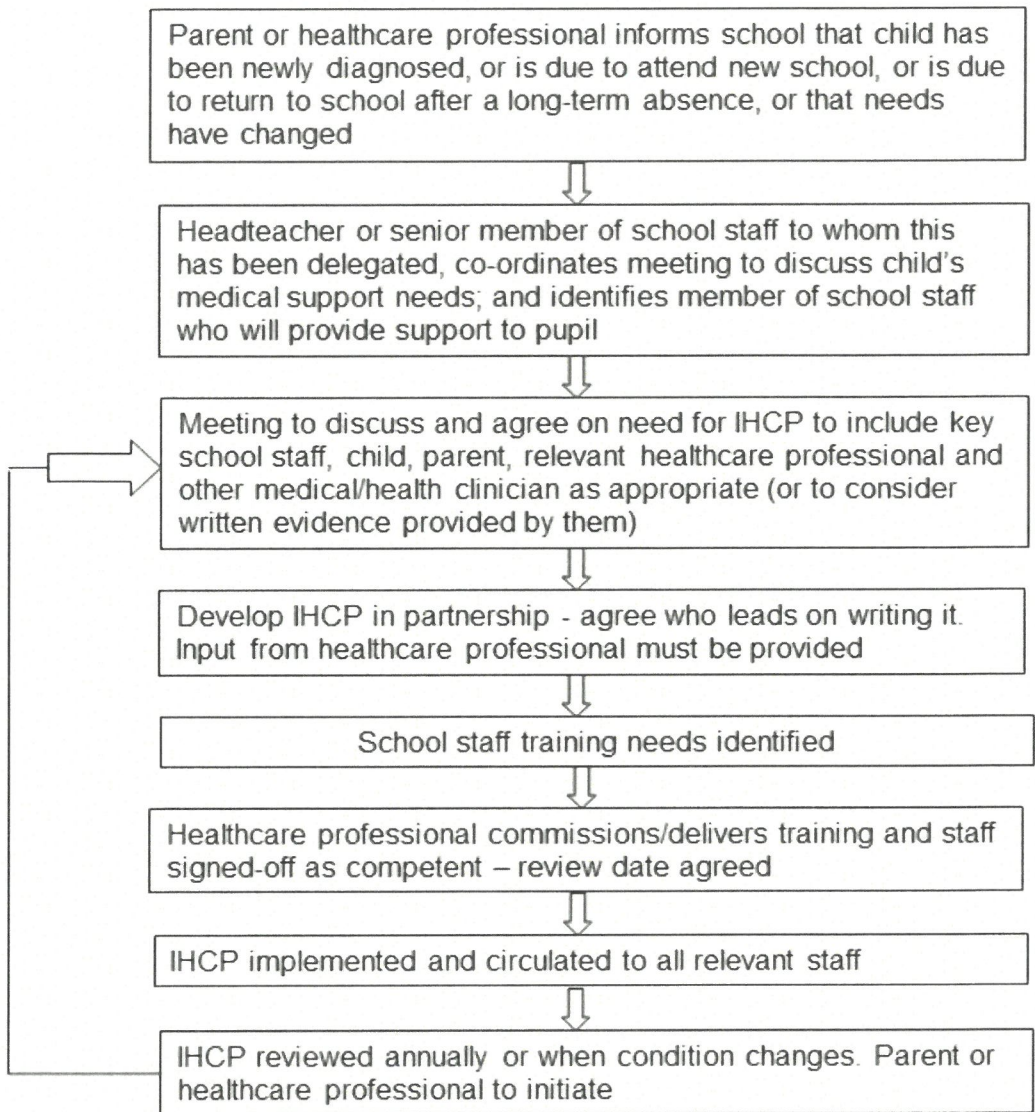 Parent or healthcare professional informs school that child has
been newly diagnosed, or is due to attend new school, or is due
to return to school after a long-term absence, or that needs
have changed
Headteacher or senior member of school staff to whom this
has been delegated, co-ordinates meeting to discuss child's
medical support needs; and identifies member of school staff
who will provide support to pupil
Meeting to discuss and agree on need for IHCP to include key
school staff, child, parent, relevant healthcare professional and
other medical/health clinician as appropriate (or to consider
written evidence provided by them)
Develop IHCP in partnership - agree who leads on writing it.
Input from healthcare professional must be provided
School staff training needs identified
Healthcare professional commissions/delivers training and staff
signed-off as competent – review date agreed
IHCP implemented and circulated to all relevant staff
IHCP reviewed annually or when condition changes. Parent or
healthcare professional to initiate